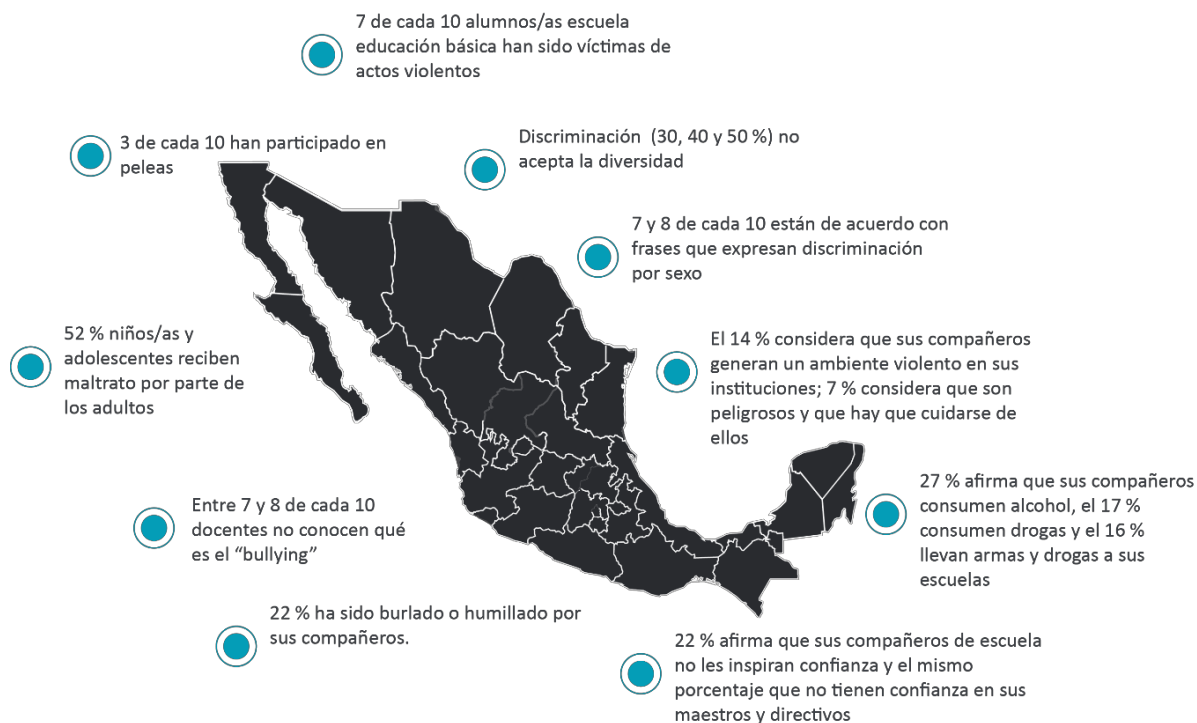 7 de cada 10 alumnos/as escuela
educación básica han sido víctimas de
actos violentos
3 de cada 10 han participado en
peleas
Discriminación (30, 40 y 50 %) no
acepta la diversidad
7 y 8 de cada 10 están de acuerdo con
frases que expresan discriminación
por sexo
52 % niños/as y
adolescentes reciben
maltrato por parte de
los adultos
El 14 % considera que sus compañeros
generan un ambiente violento en sus
instituciones; 7 % considera que son
peligrosos y que hay que cuidarse de
ellos
27 % afirma que sus compañeros
consumen alcohol, el 17 %
consumen drogas y el 16 %
llevan armas y drogas a sus
escuelas
Entre 7 y 8 de cada 10
docentes no conocen qué
es el “bullying”
22 % ha sido burlado o humillado por
sus compañeros.
22 % afirma que sus compañeros de escuela
no les inspiran confianza y el mismo
porcentaje que no tienen confianza en sus
maestros y directivos